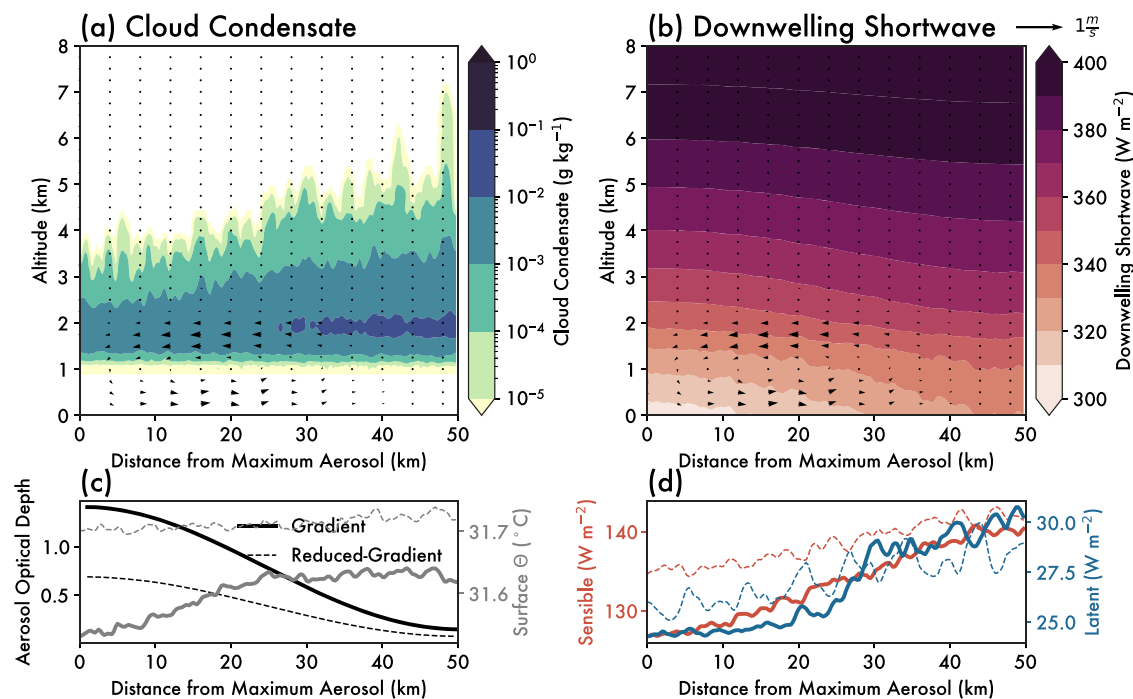 (a) Cloud Condensate
8
7
6
5
4
3
2
1
0
Altitude (km)
0 10 20 30 40 50
Distance from Maximum Aerosol (km)
10⁰
10⁻¹
10⁻²
10⁻³
10⁻⁴
10⁻⁵
Cloud Condensate (g kg⁻¹)
(b) Downwelling Shortwave
1 m/s
8
7
6
5
4
3
2
1
0
Altitude (km)
0 10 20 30 40 50
Distance from Maximum Aerosol (km)
400
380
360
340
320
300
Downwelling Shortwave (W m⁻²)
(c)
Aerosol Optical Depth
1.0
0.5
Gradient
Reduced-Gradient
31.7
31.6
Surface Θ (°C)
0 10 20 30 40 50
Distance from Maximum Aerosol (km)
(d)
Sensible (W m⁻²)
140
130
30.0
27.5
25.0
Latent (W m⁻²)
0 10 20 30 40 50
Distance from Maximum Aerosol (km)